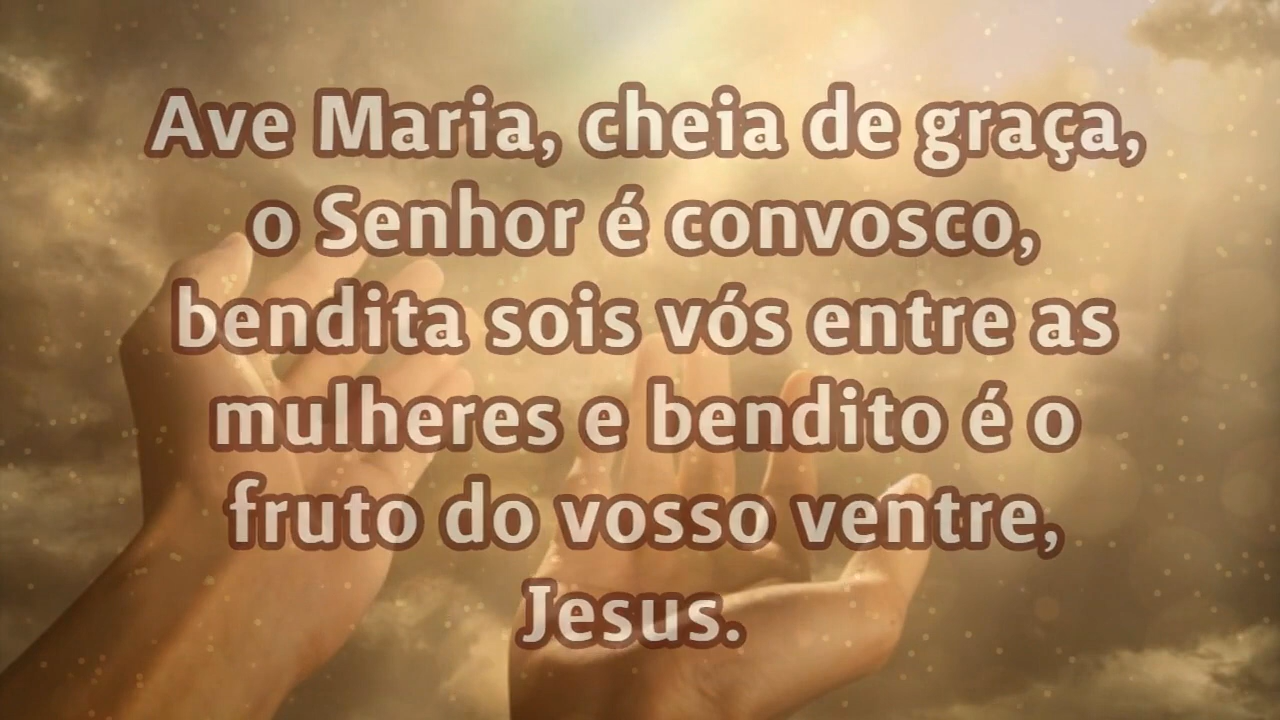 Ave Maria, cheia de graça,
o Senhor é convosco,
bendita sois vós entre as
mulheres e bendito é o
fruto do vosso ventre,
Jesus.